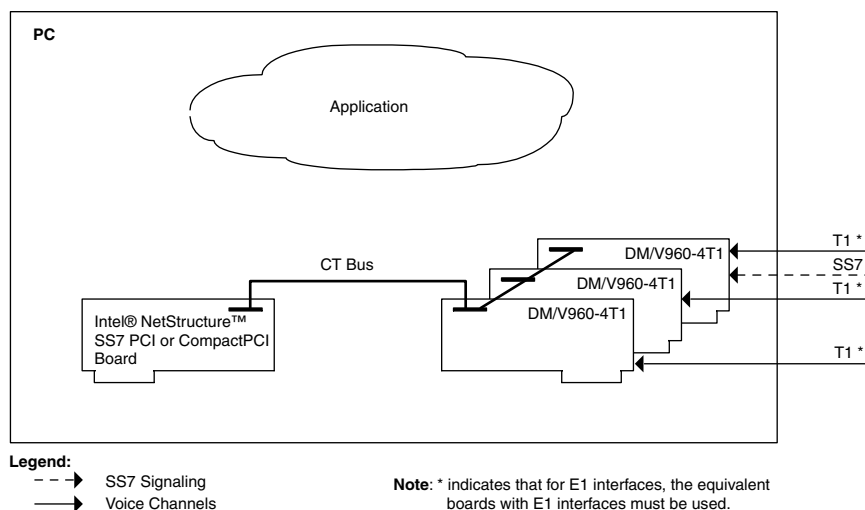 PC
Application
T1 *
DM/V960-4T1
SS7
CT Bus
DM/V960-4T1
T1 *
Intel® NetStructure™
SS7 PCI or CompactPCI
Board
DM/V960-4T1
T1 *
Legend:
SS7 Signaling
Voice Channels
Note: * indicates that for E1 interfaces, the equivalent
boards with E1 interfaces must be used.